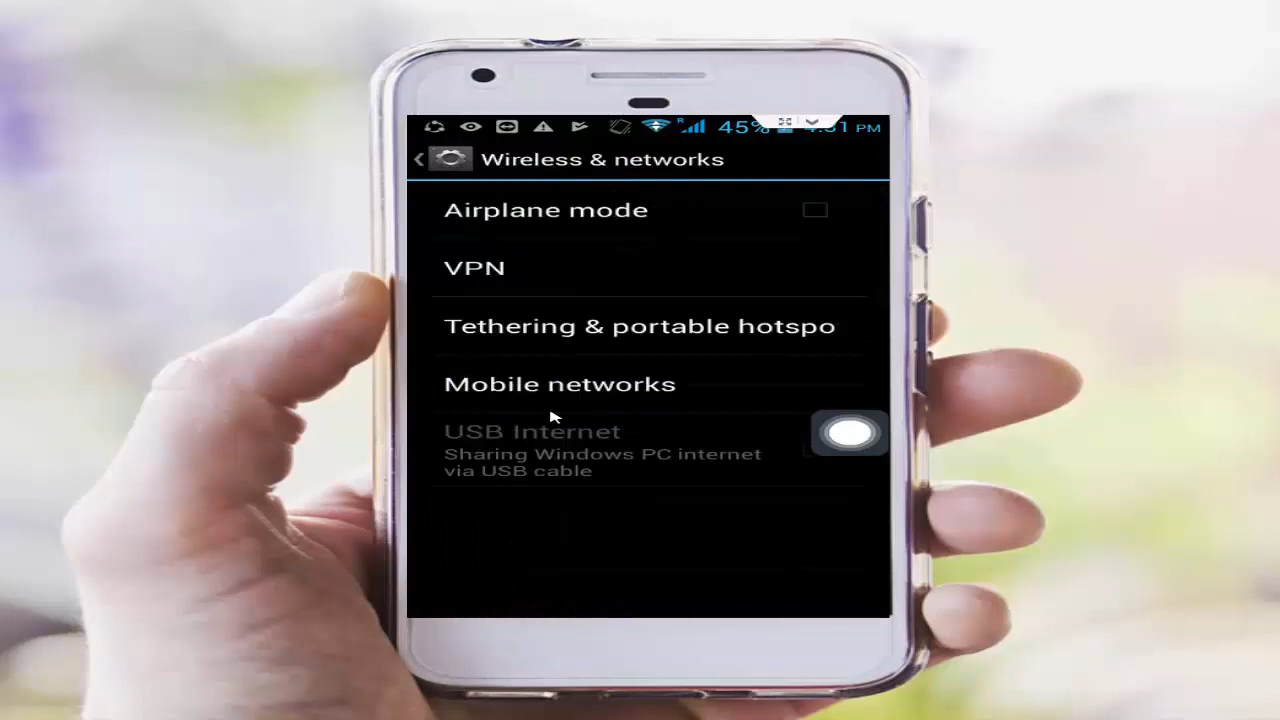 R 45% 4:31 PM
Wireless & networks
Airplane mode
VPN
Tethering & portable hotspo
Mobile networks
USB Internet
Sharing Windows PC internet
via USB cable